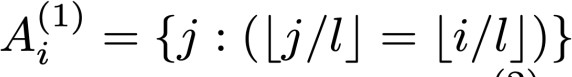 A_i^{(1)} = \{j : (\lfloor j/l \rfloor = \lfloor i/l \rfloor)\}